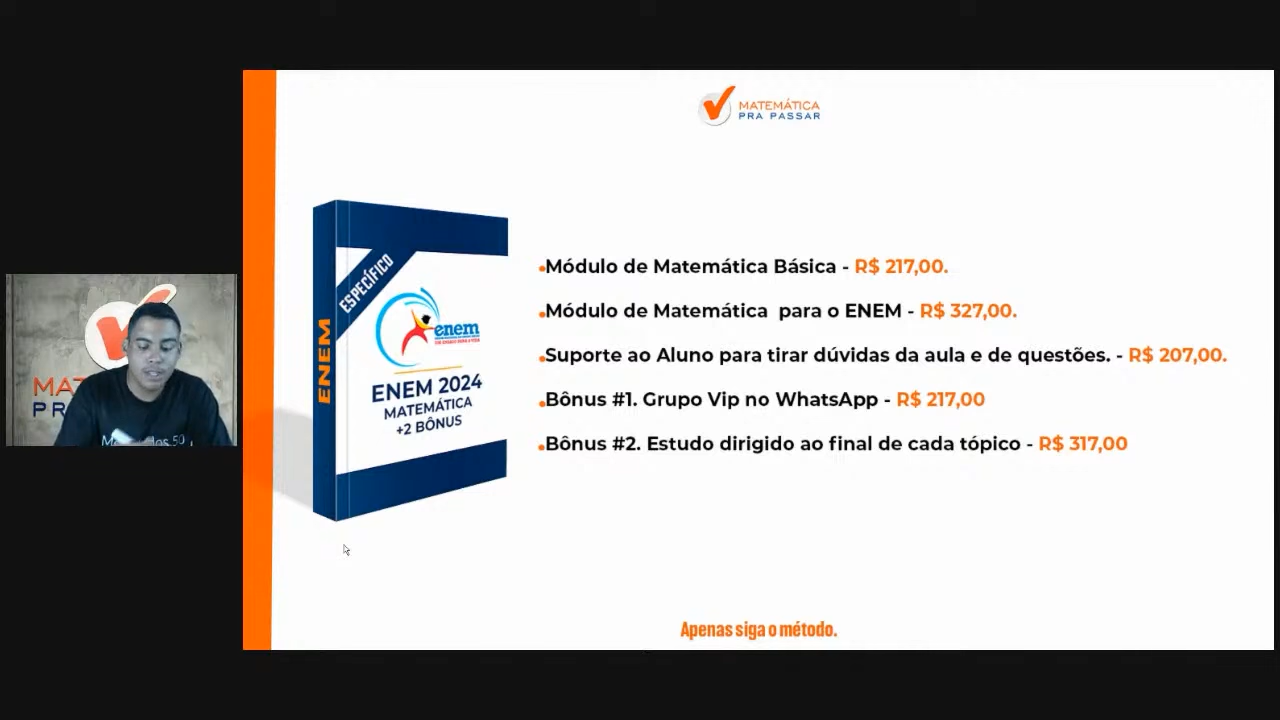 MATEMÁTICA
PRA PASSAR
•Módulo de Matemática Básica - R$ 217,00.
•Módulo de Matemática para o ENEM - R$ 327,00.
•Suporte ao Aluno para tirar dúvidas da aula e de questões. - R$ 207,00.
•Bônus #1. Grupo Vip no WhatsApp - R$ 217,00
•Bônus #2. Estudo dirigido ao final de cada tópico - R$ 317,00
ESPECÍFICO
enem
ENEM
ENEM 2024
MATEMÁTICA
+2 BÔNUS
MAT
PR
Apenas siga o método.